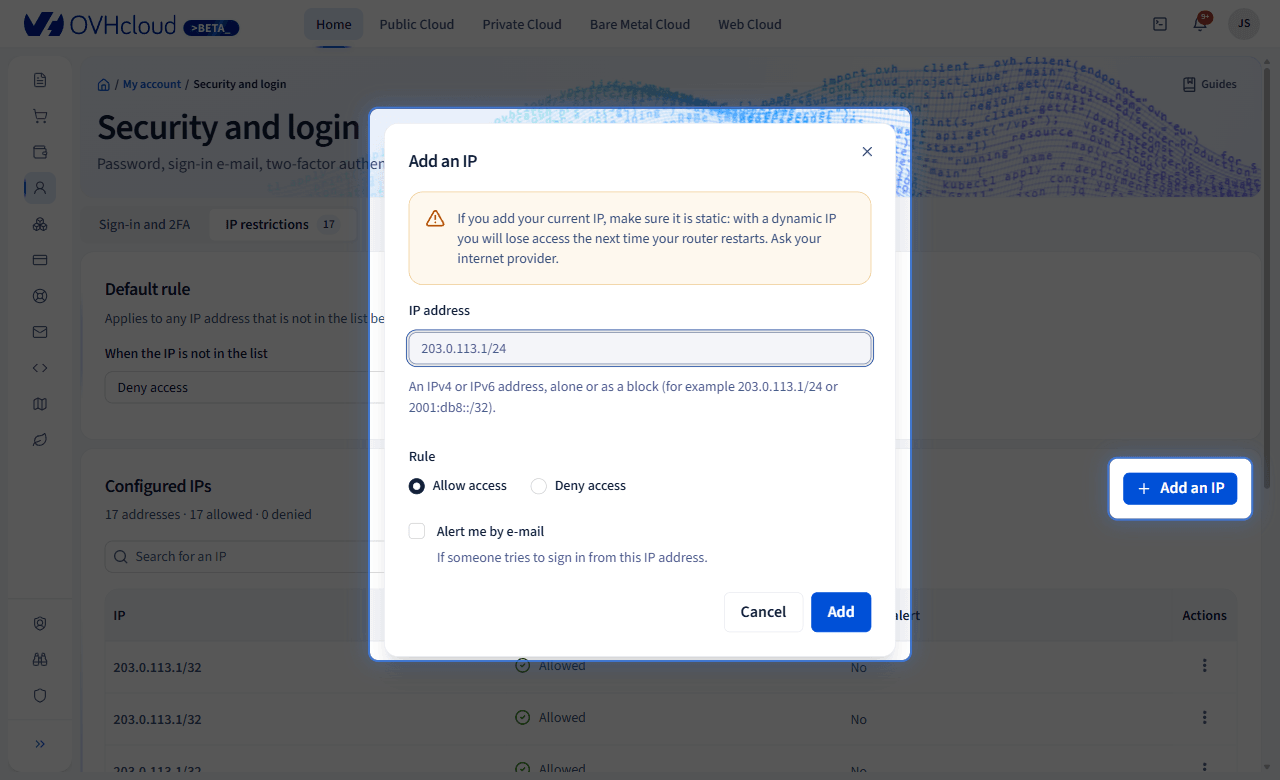 OVHcloud >BETA_
Home Public Cloud Private Cloud Bare Metal Cloud Web Cloud
9+ JS
/ My account / Security and login
Guides
Security and login
Password, sign-in e-mail, two-factor authen
Sign-in and 2FA IP restrictions 17
Default rule
Applies to any IP address that is not in the list be
When the IP is not in the list
Deny access
Configured IPs
17 addresses · 17 allowed · 0 denied
Search for an IP
+ Add an IP
Add an IP
If you add your current IP, make sure it is static: with a dynamic IP
you will lose access the next time your router restarts. Ask your
internet provider.
IP address
203.0.113.1/24
An IPv4 or IPv6 address, alone or as a block (for example 203.0.113.1/24 or
2001:db8::/32).
Rule
Allow access Deny access
Alert me by e-mail
If someone tries to sign in from this IP address.
Cancel Add
IP Alert Actions
203.0.113.1/32 Allowed No
203.0.113.1/32 Allowed No
203.0.113.1/32 Allowed No